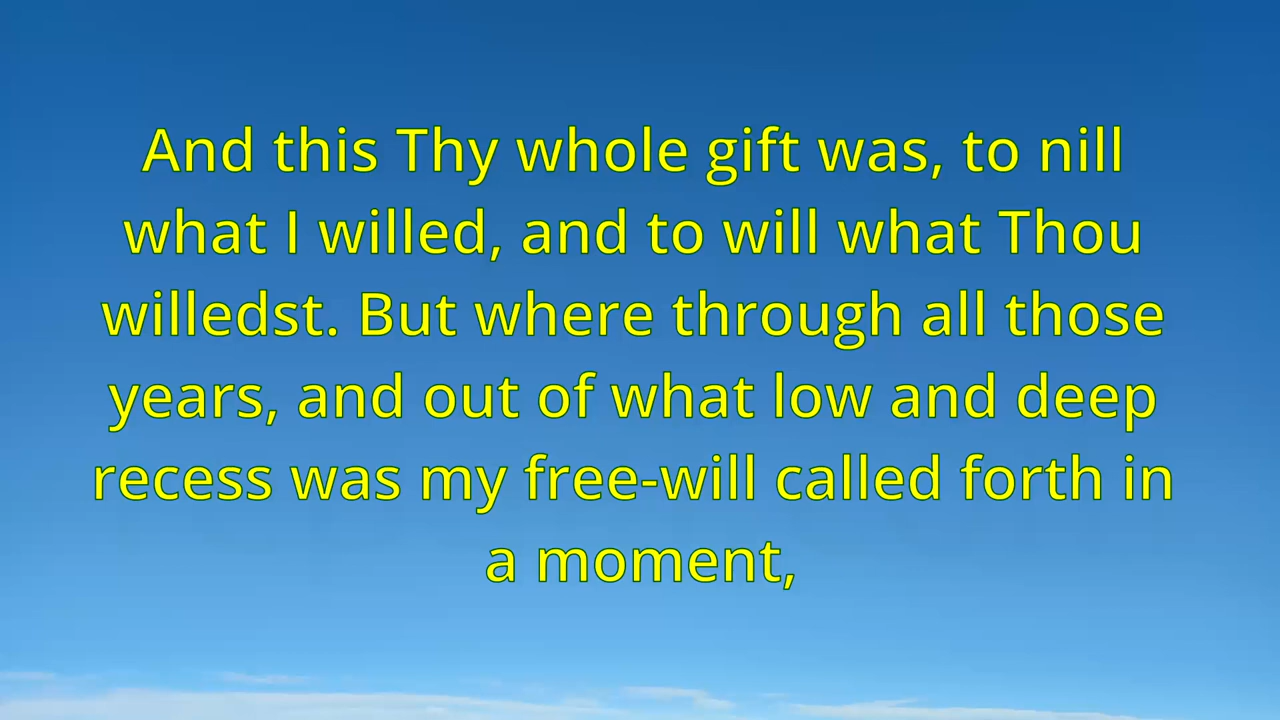 And this Thy whole gift was, to nill
what I willed, and to will what Thou
willedst. But where through all those
years, and out of what low and deep
recess was my free-will called forth in
a moment,